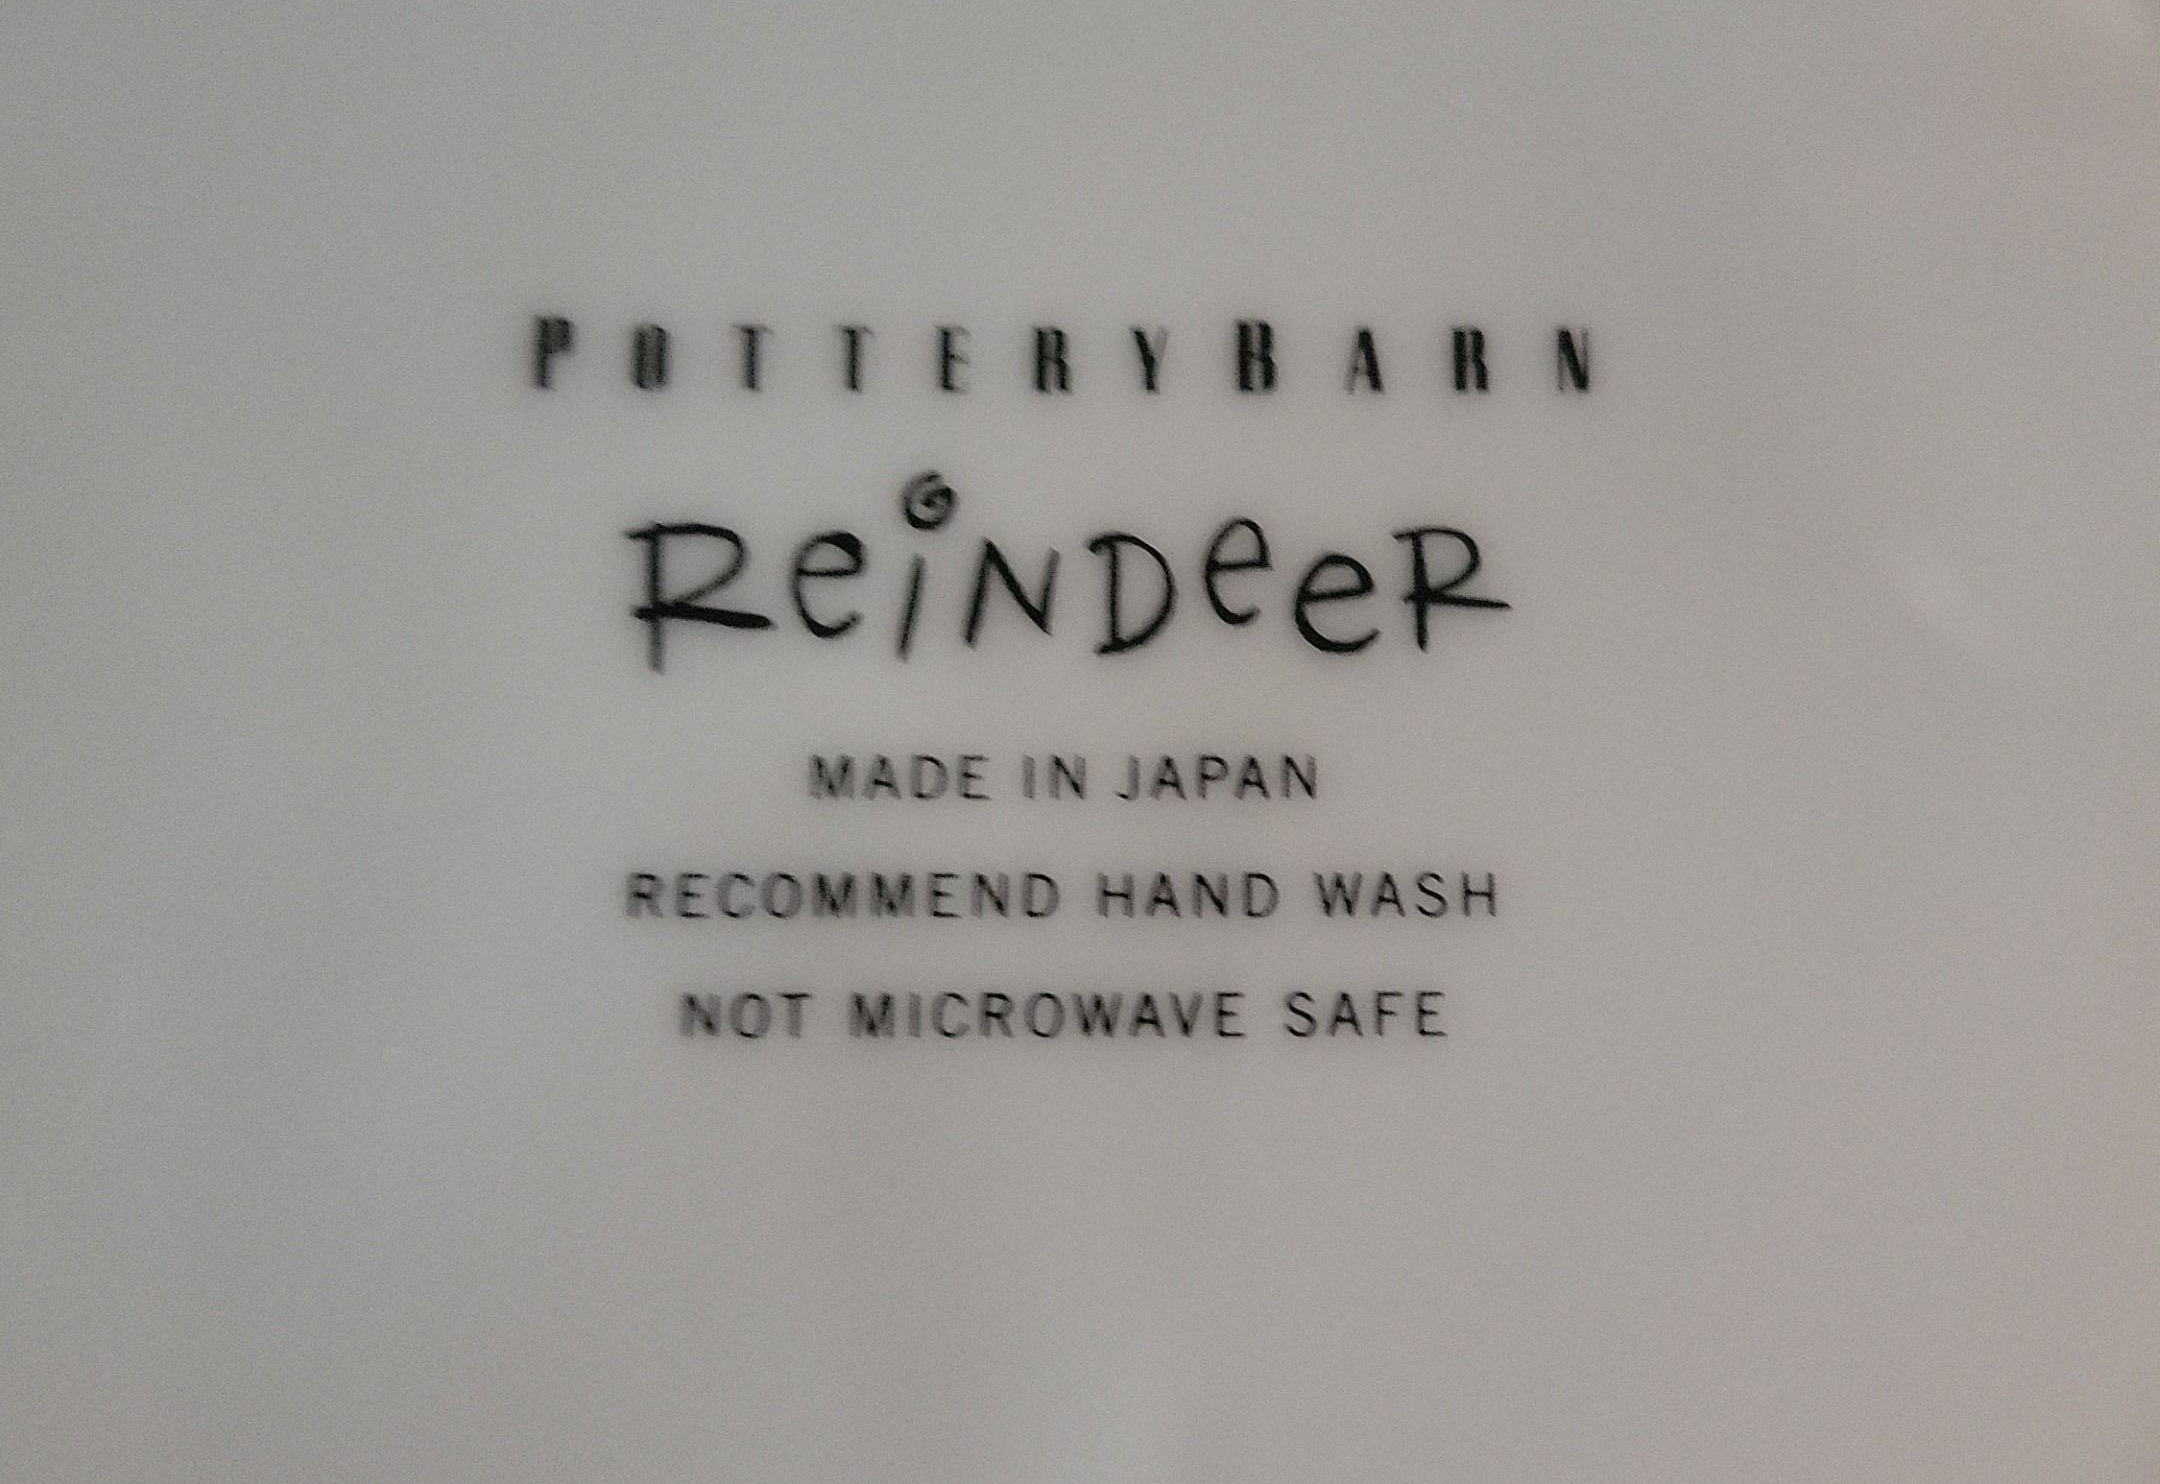 POTTERYBARN
ReiNDeeR
MADE IN JAPAN
RECOMMEND HAND WASH
NOT MICROWAVE SAFE